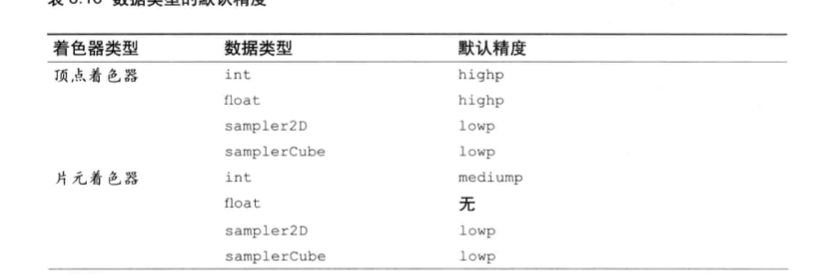 表 6.16 数据类型的默认精度
着色器类型 数据类型 默认精度
顶点着色器 int highp
float highp
sampler2D lowp
samplerCube lowp
片元着色器 int mediump
float 无
sampler2D lowp
samplerCube lowp